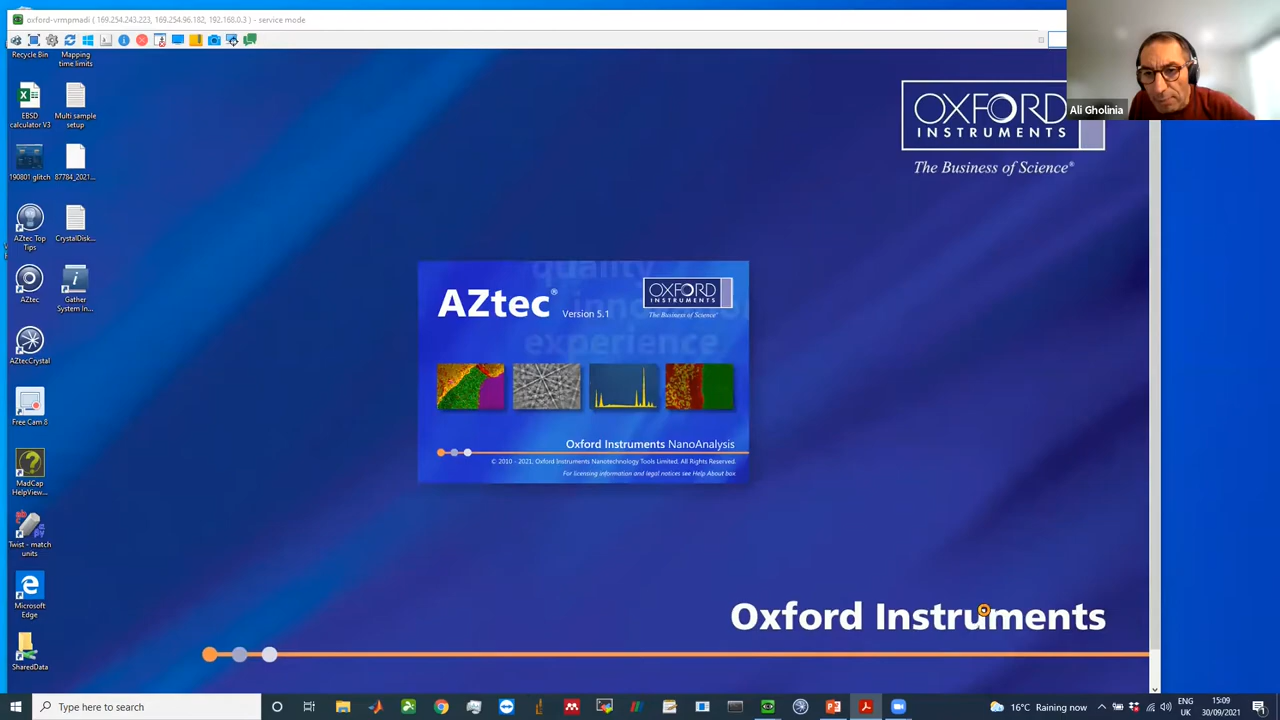 oxford-vrmpmadi ( 169.254.243.223, 169.254.96.182, 192.168.0.3 ) - service mode
Recycle Bin
Mapping
time limits
EBSD
calculator V3
Multi sample
setup
190801 glitch
87784_2021...
AZtec Top
Tips
CrystalDisk...
AZtec
Gather
System In...
AZtecCrystal
Free Cam 8
MadCap
HelpView...
Twist - match
units
Microsoft
Edge
SharedData
OXFORD
INSTRUMENTS
The Business of Science®
Ali Gholinia
quality
experience
AZtec®
Version 5.1
OXFORD
INSTRUMENTS
The Business of Science®
Oxford Instruments NanoAnalysis
© 2010 - 2021, Oxford Instruments Nanotechnology Tools Limited. All Rights Reserved.
For licensing information and legal notices see Help About box
Oxford Instruments
Type here to search
16°C Raining now
ENG
UK
15:09
30/09/2021